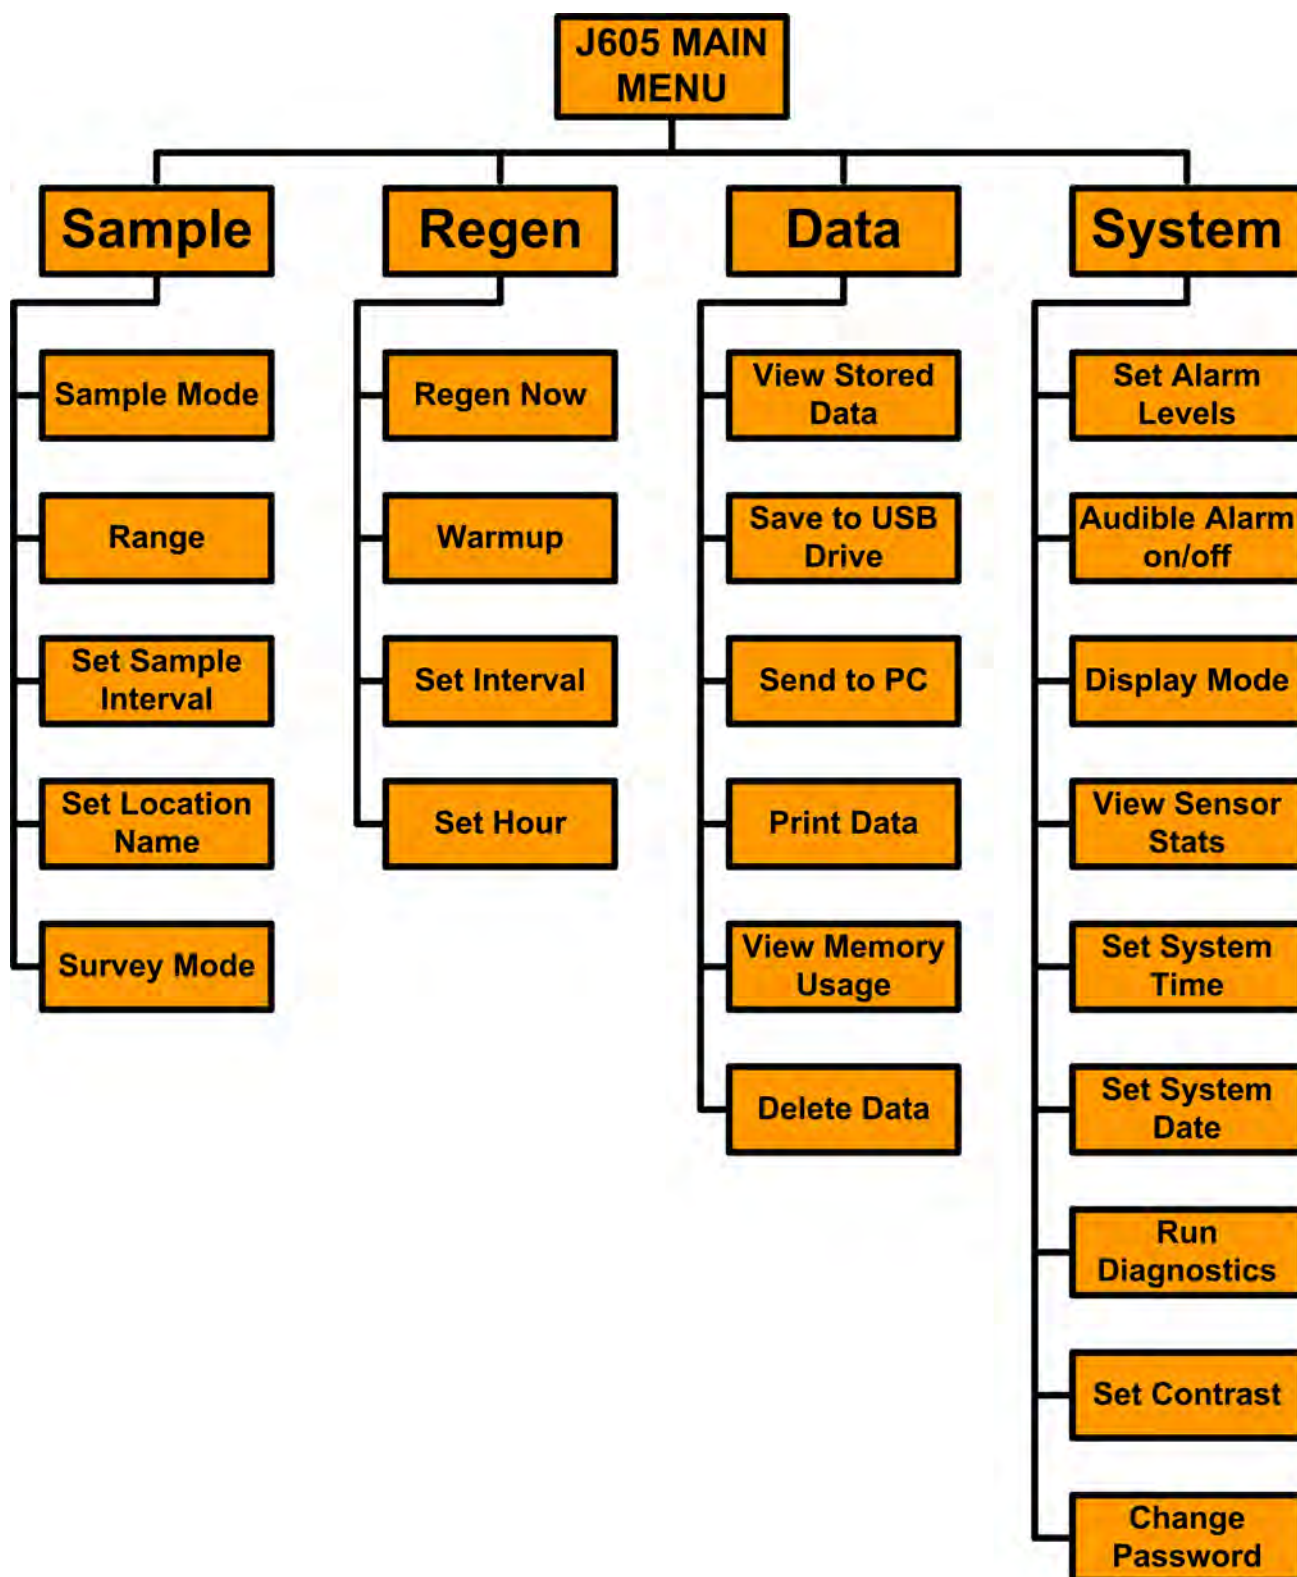 J605 MAIN
MENU
Sample
Regen
Data
System
Sample Mode
Range
Set Sample
Interval
Set Location
Name
Survey Mode
Regen Now
Warmup
Set Interval
Set Hour
View Stored
Data
Save to USB
Drive
Send to PC
Print Data
View Memory
Usage
Delete Data
Set Alarm
Levels
Audible Alarm
on/off
Display Mode
View Sensor
Stats
Set System
Time
Set System
Date
Run
Diagnostics
Set Contrast
Change
Password